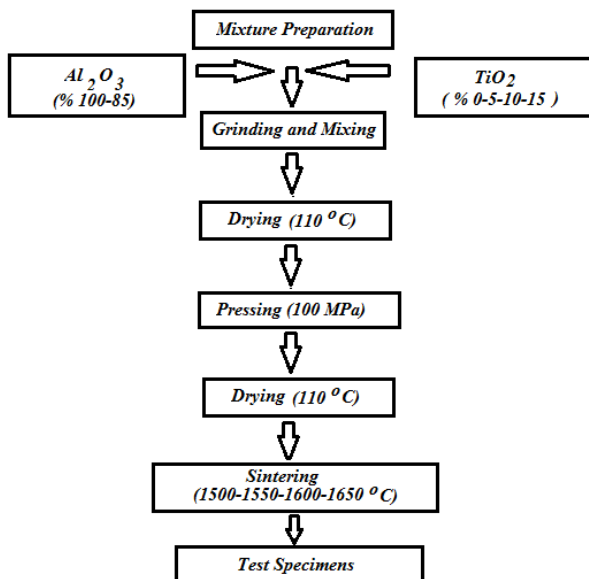 Mixture Preparation
Al2O3
(% 100-85)
TiO2
( % 0-5-10-15 )
Grinding and Mixing
Drying (110 °C)
Pressing (100 MPa)
Drying (110 °C)
Sintering
(1500-1550-1600-1650 °C)
Test Specimens